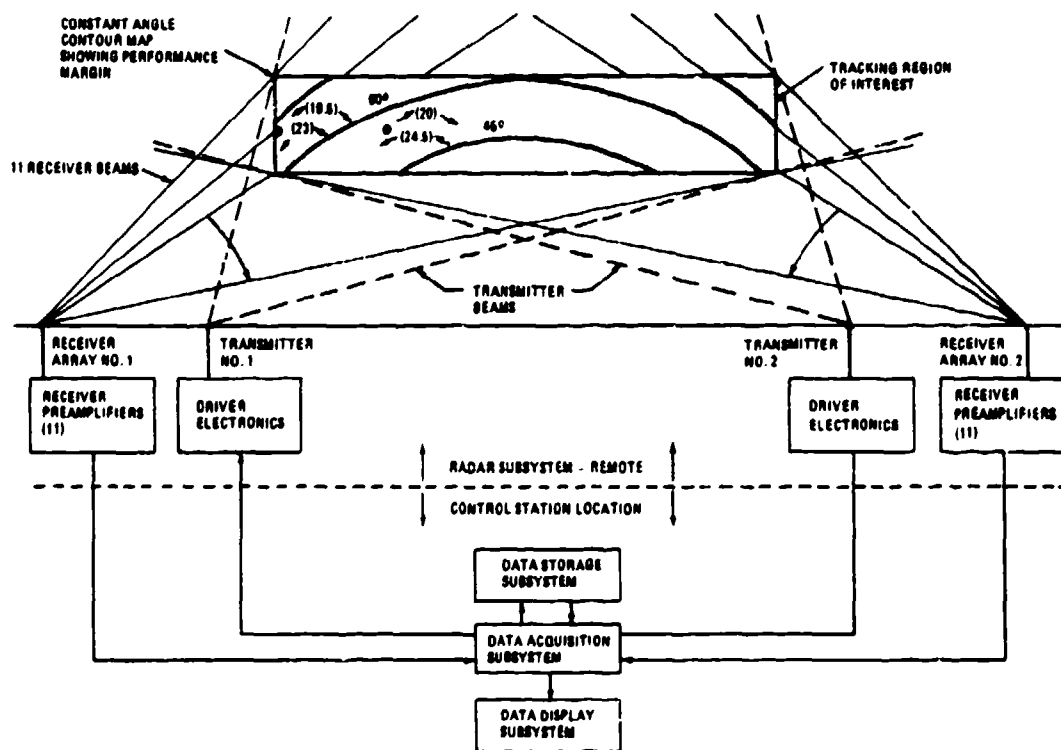 CONSTANT ANGLE
CONTOUR MAP
SHOWING PERFORMANCE
MARGIN
TRACKING REGION
OF INTEREST
60°
(20)
(23)
(24.5)
11 RECEIVER BEAMS
TRANSMITTER
BEAMS
RECEIVER
ARRAY NO. 1
TRANSMITTER
NO. 1
TRANSMITTER
NO. 2
RECEIVER
ARRAY NO. 2
RECEIVER
PREAMPLIFIERS
(11)
DRIVER
ELECTRONICS
DRIVER
ELECTRONICS
RECEIVER
PREAMPLIFIERS
(11)
RADAR SUBSYSTEM - REMOTE
CONTROL STATION LOCATION
DATA STORAGE
SUBSYSTEM
DATA ACQUISITION
SUBSYSTEM
DATA DISPLAY
SUBSYSTEM